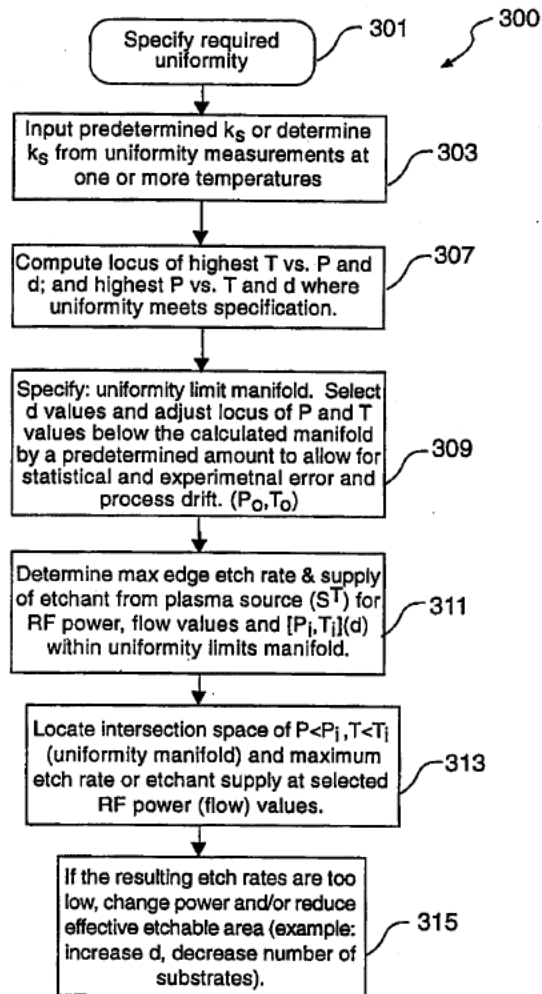 300
Specify required
uniformity
301
Input predetermined kS or determine
kS from uniformity measurements at
one or more temperatures
303
Compute locus of highest T vs. P and
d; and highest P vs. T and d where
uniformity meets specification.
307
Specify: uniformity limit manifold. Select
d values and adjust locus of P and T
values below the calculated manifold
by a predetermined amount to allow for
statistical and experimetnal error and
process drift. (Po,To)
309
Determine max edge etch rate & supply
of etchant from plasma source (ST) for
RF power, flow values and [Pi,Ti](d)
within uniformity limits manifold.
311
Locate intersection space of P<Pi ,T<Ti
(uniformity manifold) and maximum
etch rate or etchant supply at selected
RF power (flow) values.
313
If the resulting etch rates are too
low, change power and/or reduce
effective etchable area (example:
increase d, decrease number of
substrates).
315